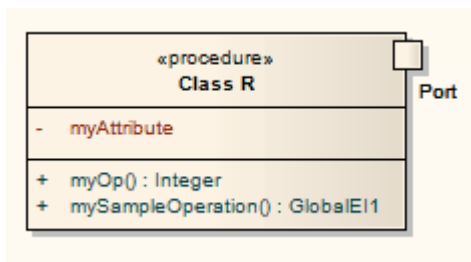 «procedure»
Class R
Port
- myAttribute
+ myOp() : Integer
+ mySampleOperation() : GlobalEl1